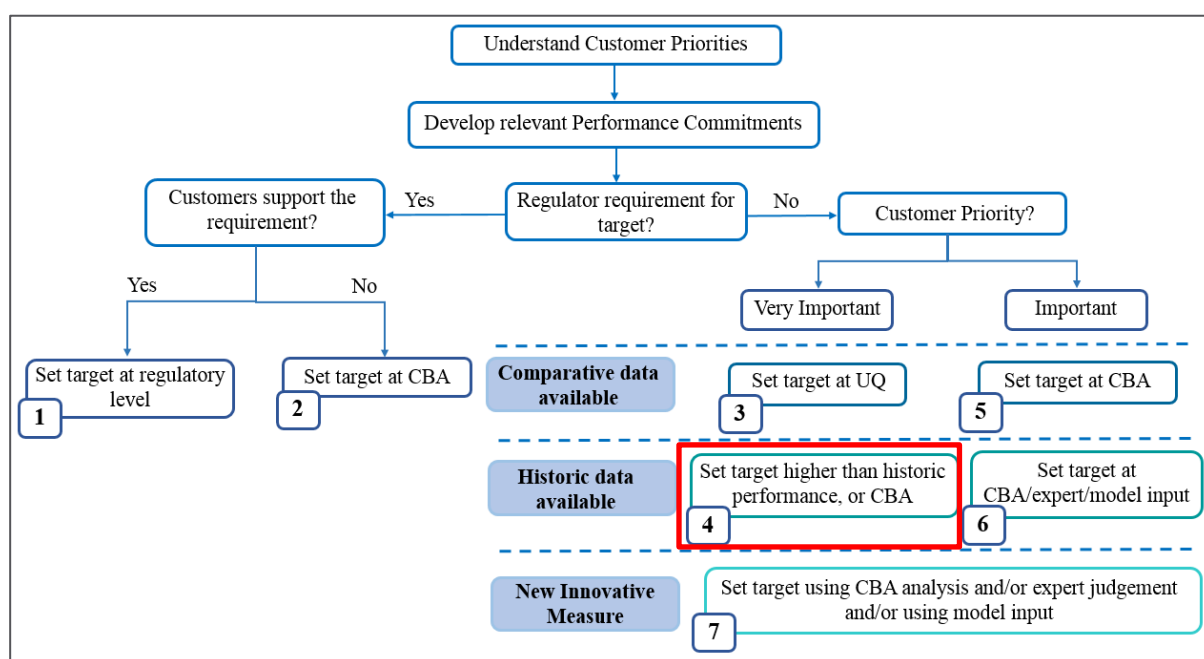 Understand Customer Priorities
Develop relevant Performance Commitments
Customers support the
requirement?
Yes
Regulator requirement for
target?
No
Customer Priority?
Yes
No
Very Important
Important
Set target at regulatory
level
1
Set target at CBA
2
Comparative data
available
Set target at UQ
3
Set target at CBA
5
Historic data
available
Set target higher than historic
performance, or CBA
4
Set target at
CBA/expert/model input
6
New Innovative
Measure
Set target using CBA analysis and/or expert judgement
and/or using model input
7